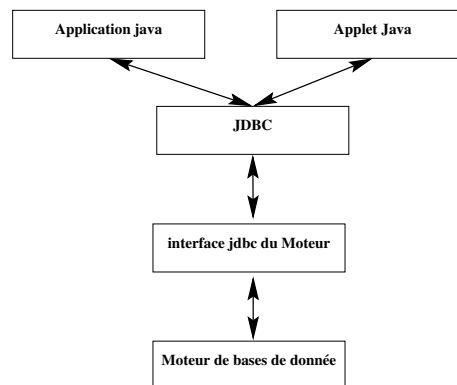 Application java
Applet Java
JDBC
interface jdbc du Moteur
Moteur de bases de donnée